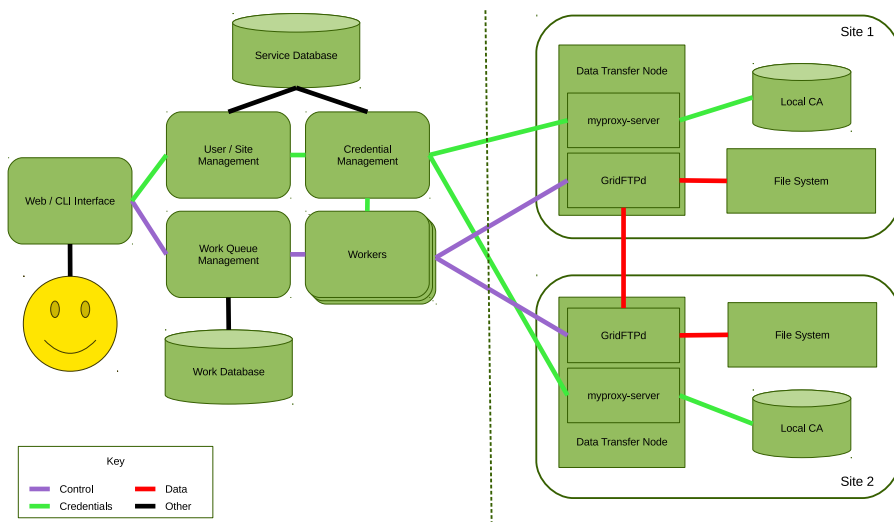 Service Database
User / Site
Management
Credential
Management
Web / CLI Interface
Work Queue
Management
Workers
Work Database
Key
Control
Data
Credentials
Other
Site 1
Data Transfer Node
myproxy-server
Local CA
GridFTPd
File System
GridFTPd
File System
myproxy-server
Local CA
Data Transfer Node
Site 2